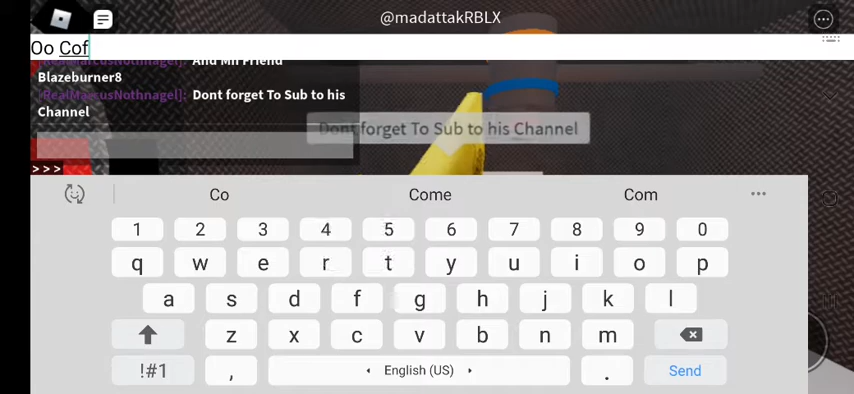 @madattakRBLX
Oo Cof
[RealMarcusNothnagel]: And Mh Friend
Blazeburner8
[RealMarcusNothnagel]: Dont forget To Sub to his
Channel
Dont forget To Sub to his Channel
>>>
Co Come Com
1 2 3 4 5 6 7 8 9 0
q w e r t y u i o p
a s d f g h j k l
z x c v b n m
!#1 , English (US) . Send